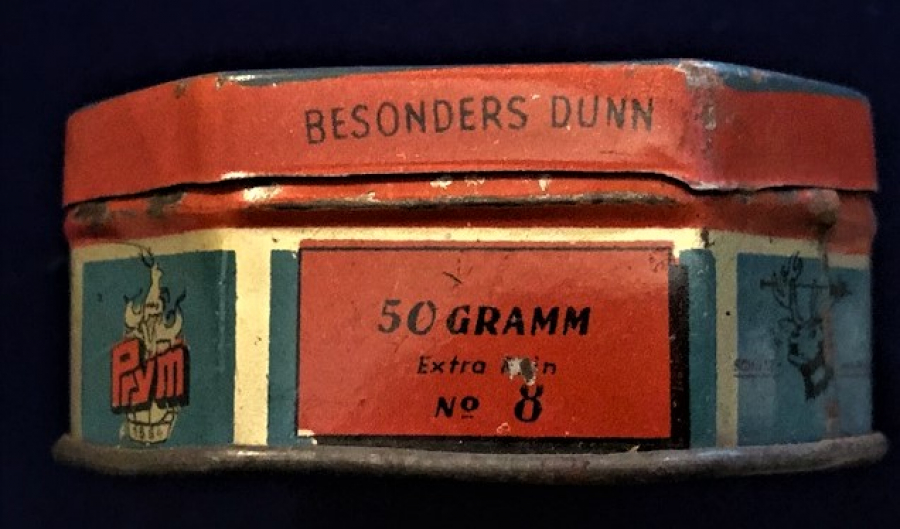 BESONDERS DUNN
Prym
50 GRAMM
Extra
No 8